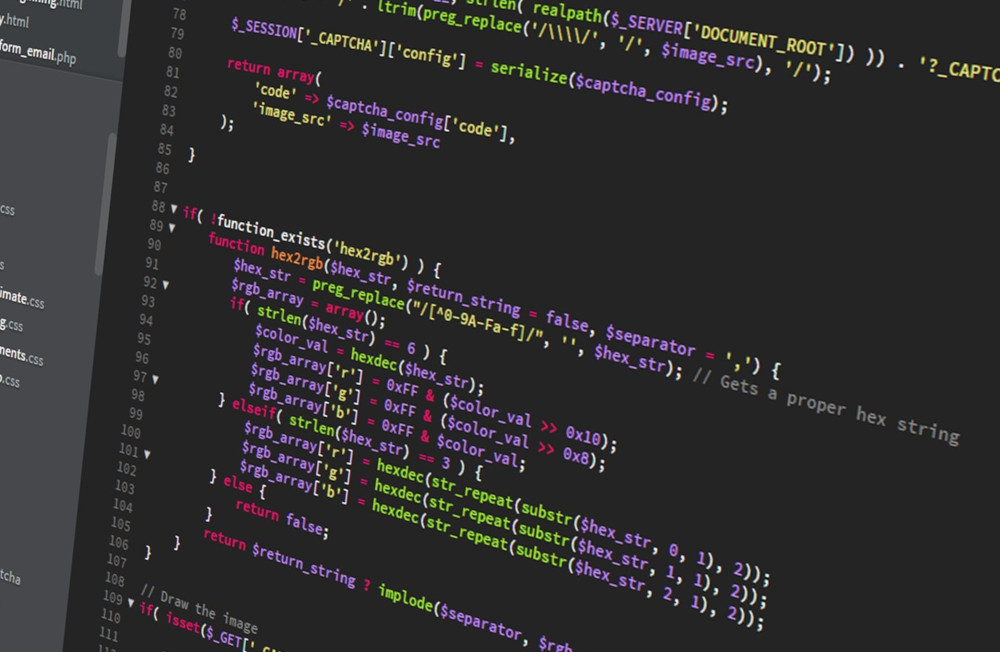 .html
y.html
form_email.php
css
s
imate.css
g.css
ments.css
o.css
tcha
78 strlen( realpath($_SERVER['DOCUMENT_ROOT']) )) . '?_CAPTC
79 . ltrim(preg_replace('/\\\\/', '/', $image_src), '/');
80 $_SESSION['_CAPTCHA']['config'] = serialize($captcha_config);
81 return array(
82 'code' => $captcha_config['code'],
83 'image_src' => $image_src
84 );
85 }
86
87
88 if( !function_exists('hex2rgb') ) {
89 function hex2rgb($hex_str, $return_string = false, $separator = ',') {
90 $hex_str = preg_replace("/[^0-9A-Fa-f]/", '', $hex_str); // Gets a proper hex string
91 $rgb_array = array();
92 if( strlen($hex_str) == 6 ) {
93 $color_val = hexdec($hex_str);
94 $rgb_array['r'] = 0xFF & ($color_val >> 0x10);
95 $rgb_array['g'] = 0xFF & ($color_val >> 0x8);
96 $rgb_array['b'] = 0xFF & $color_val;
97 } elseif( strlen($hex_str) == 3 ) {
98 $rgb_array['r'] = hexdec(str_repeat(substr($hex_str, 0, 1), 2));
99 $rgb_array['g'] = hexdec(str_repeat(substr($hex_str, 1, 1), 2));
100 $rgb_array['b'] = hexdec(str_repeat(substr($hex_str, 2, 1), 2));
101 } else {
102 return false;
103 }
104 return $return_string ? implode($separator, $rgb
105 }
106 }
107
108 // Draw the image
109 if( isset($_GET['
110
111